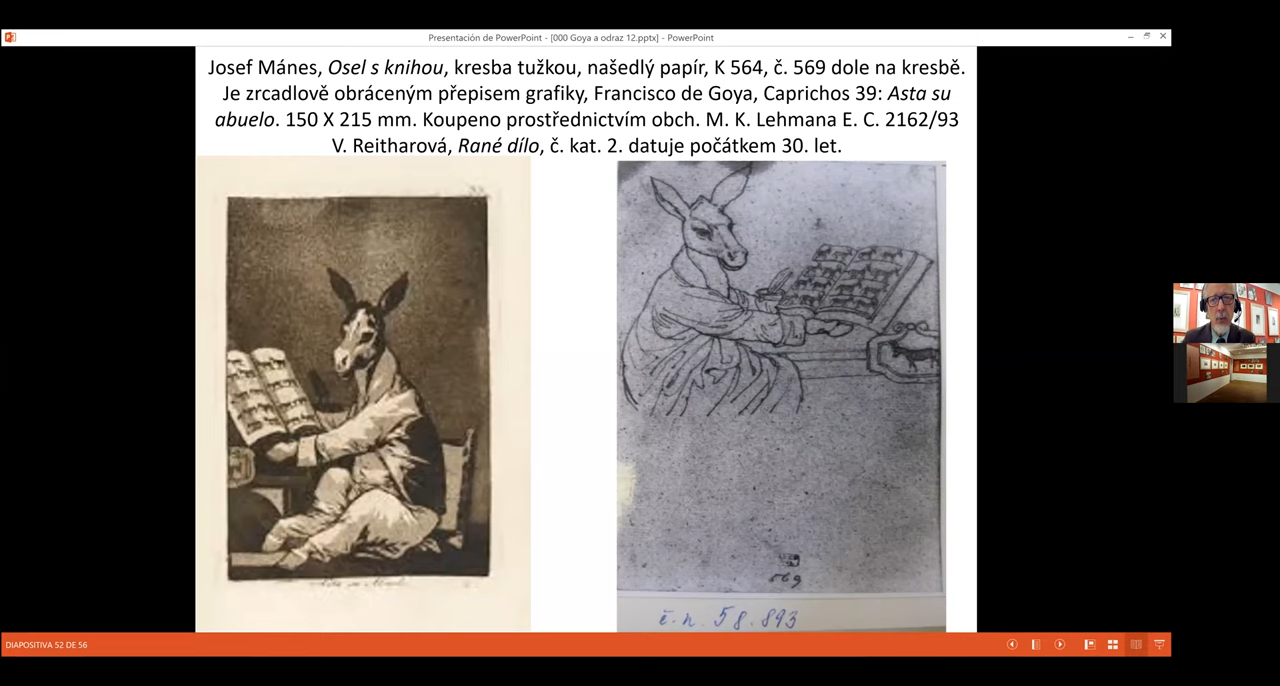 Presentación de PowerPoint - [000 Goya a odraz 12.pptx] - PowerPoint
Josef Mánes, Osel s knihou, kresba tužkou, našedlý papír, K 564, č. 569 dole na kresbě.
Je zrcadlově obráceným přepisem grafiky, Francisco de Goya, Caprichos 39: Asta su
abuelo. 150 X 215 mm. Koupeno prostřednictvím obch. M. K. Lehmana E. C. 2162/93
V. Reitharová, Rané dílo, č. kat. 2. datuje počátkem 30. let.
Asta su Abuelo
569
č. n. 58.893
DIAPOSITIVA 52 DE 56